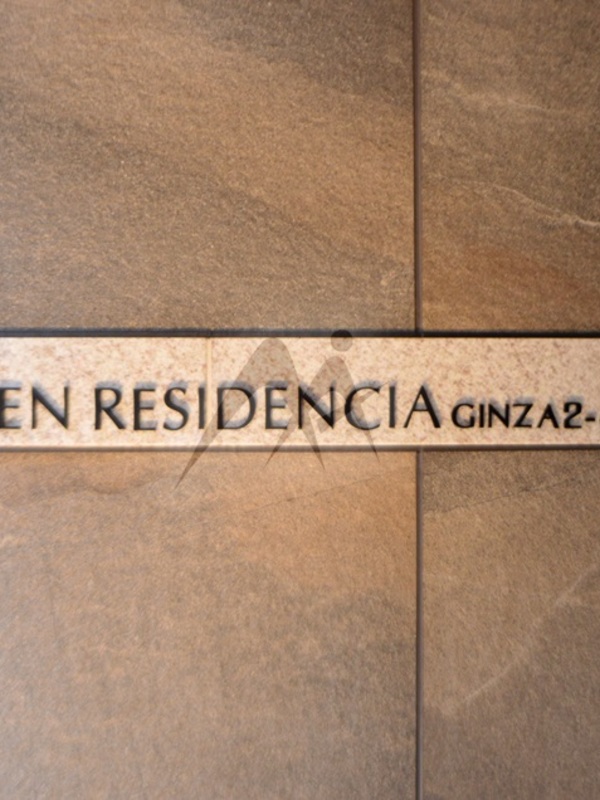 EN RESIDENCIA GINZA2-